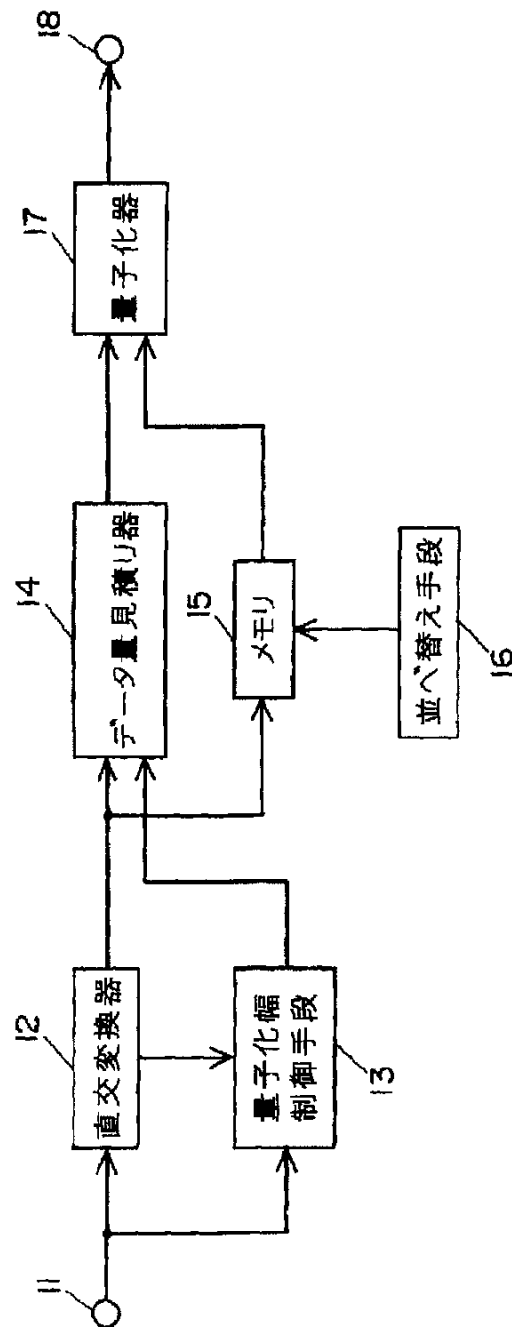 11
12
直交変換器
量子化幅
制御手段
13
14
データ量見積り器
15
メモリ
並べ替え手段
16
17
量子化器
18